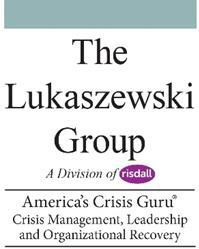 The
Lukaszewski
Group
A Division of risdall
America's Crisis Guru®
Crisis Management, Leadership
and Organizational Recovery